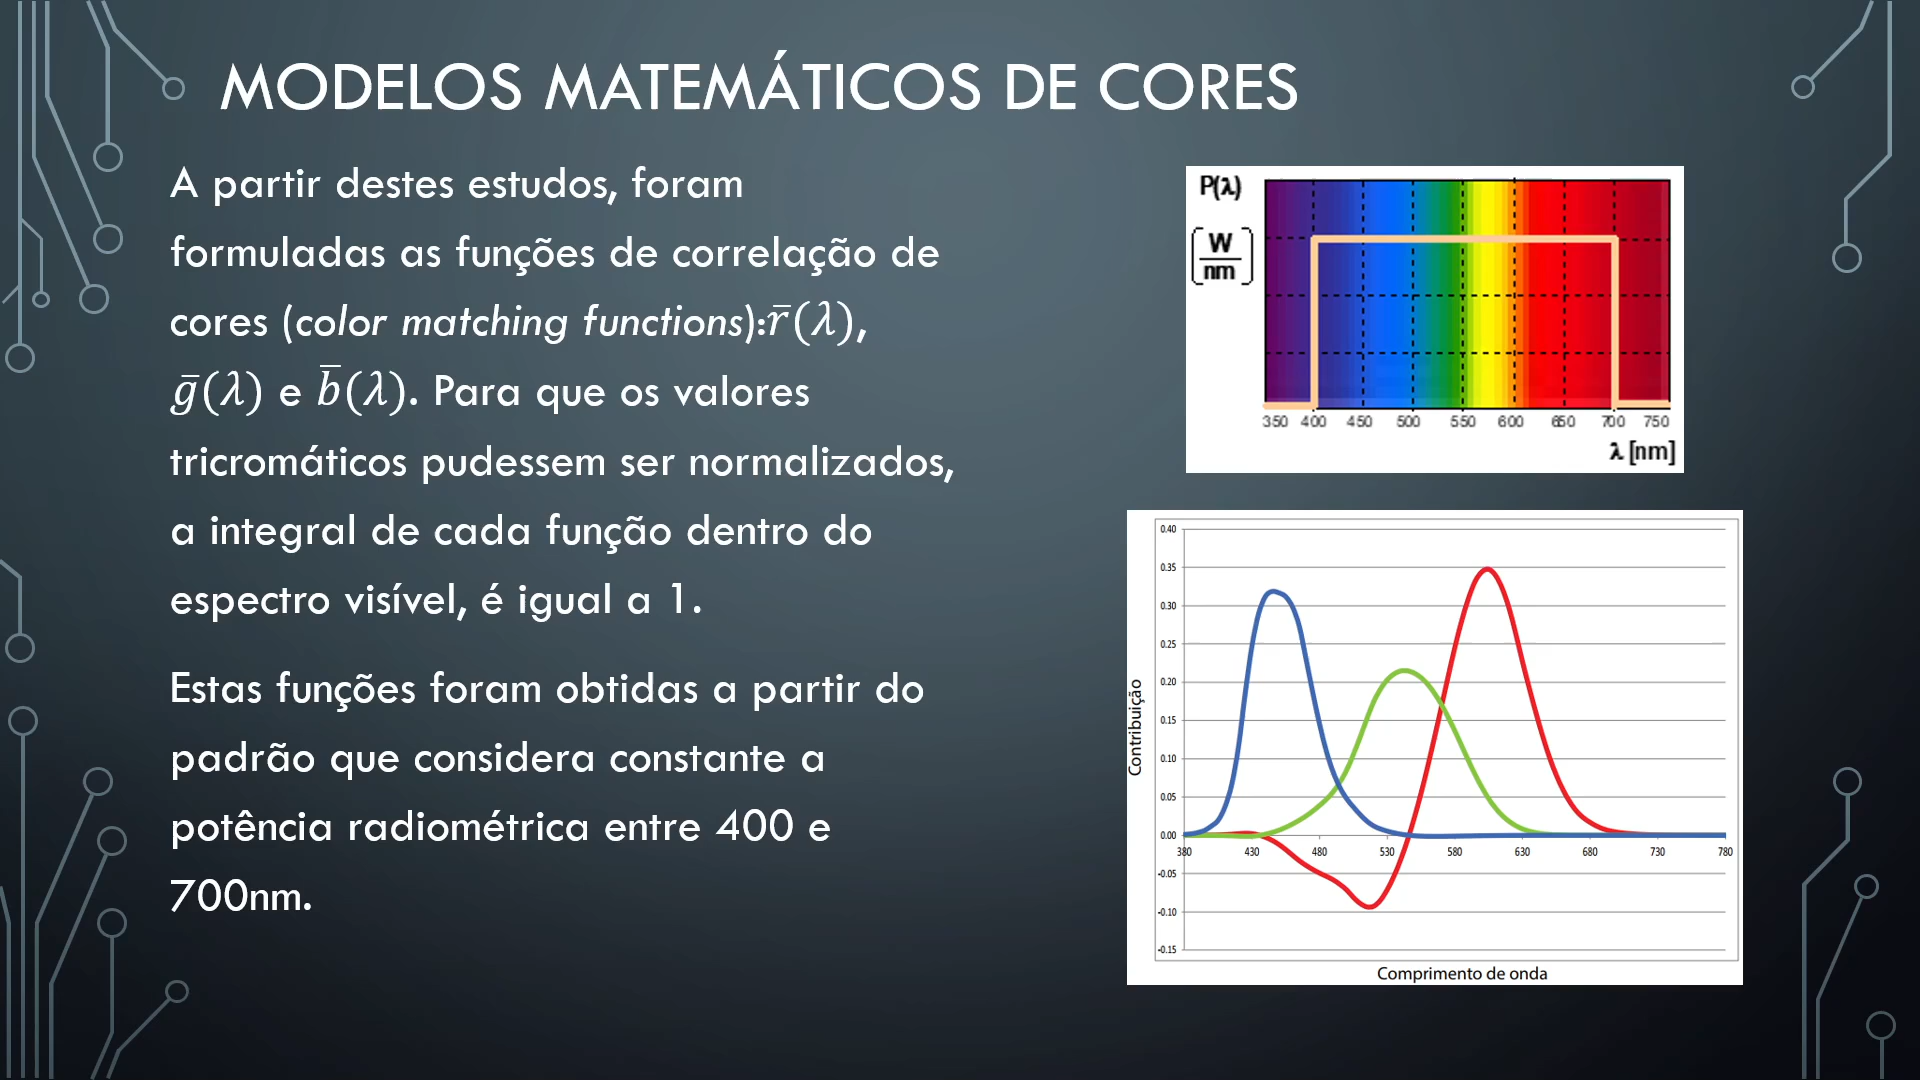 MODELOS MATEMÁTICOS DE CORES
A partir destes estudos, foram
formuladas as funções de correlação de
cores (color matching functions):r̄(λ),
ḡ(λ) e b̄(λ). Para que os valores
tricromáticos pudessem ser normalizados,
a integral de cada função dentro do
espectro visível, é igual a 1.
Estas funções foram obtidas a partir do
padrão que considera constante a
potência radiométrica entre 400 e
700nm.
P(λ)
[W/nm]
350 400 450 500 550 600 650 700 750
λ [nm]
0.40
0.35
0.30
0.25
0.20
0.15
0.10
0.05
0.00
380 430 480 530 580 630 680 730 780
-0.05
-0.10
-0.15
Contribuição
Comprimento de onda